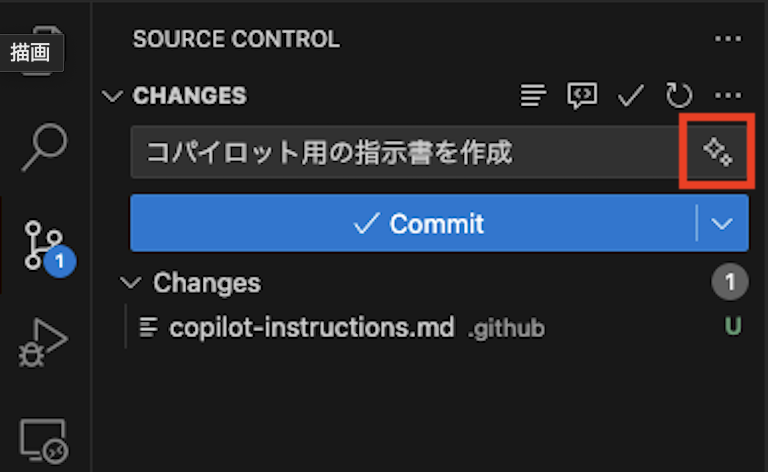 SOURCE CONTROL
描画
CHANGES
コパイロット用の指示書を作成
Commit
1
Changes
1
copilot-instructions.md .github U